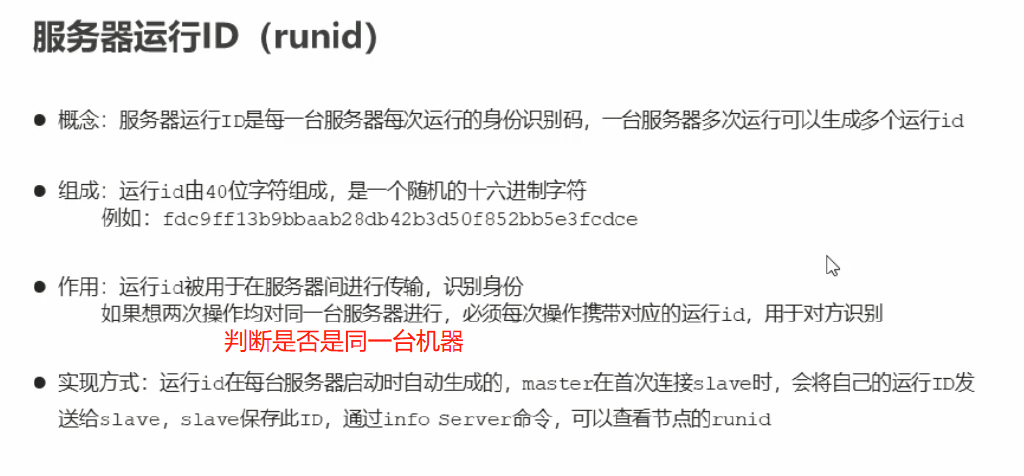 服务器运行ID（runid）
● 概念：服务器运行ID是每一台服务器每次运行的身份识别码，一台服务器多次运行可以生成多个运行id
● 组成：运行id由40位字符组成，是一个随机的十六进制字符
例如：fdc9ff13b9bbaab28db42b3d50f852bb5e3fcdce
● 作用：运行id被用于在服务器间进行传输，识别身份
如果想两次操作均对同一台服务器进行，必须每次操作携带对应的运行id，用于对方识别
判断是否是同一台机器
● 实现方式：运行id在每台服务器启动时自动生成的，master在首次连接slave时，会将自己的运行ID发
送给slave，slave保存此ID，通过info Server命令，可以查看节点的runid